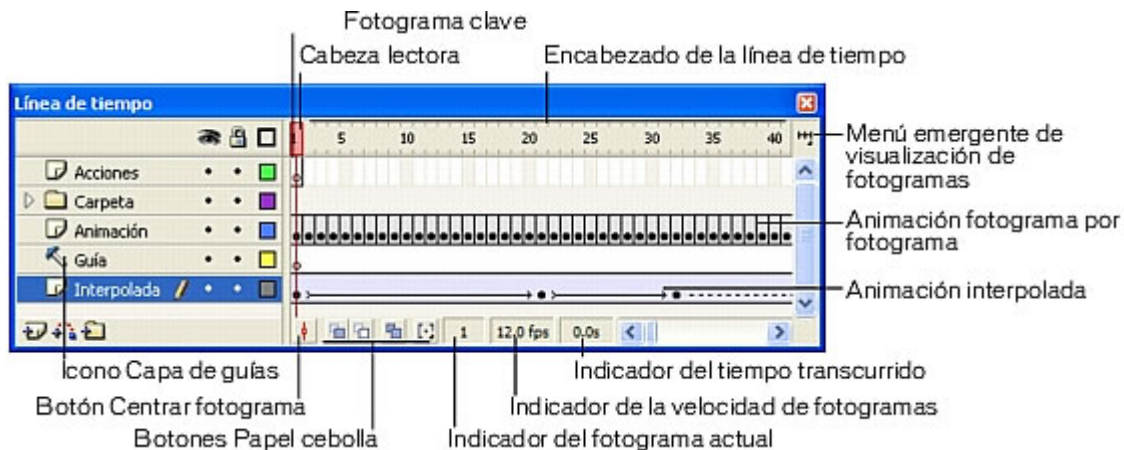 Fotograma clave
Cabeza lectora
Encabezado de la línea de tiempo
Línea de tiempo
1 5 10 15 20 25 30 35 40
Menú emergente de
visualización de
fotogramas
Acciones
Carpeta
Animación
Animación fotograma por
fotograma
Guía
Interpolada
Animación interpolada
1 12.0 fps 0.0s
Icono Capa de guías
Indicador del tiempo transcurrido
Botón Centrar fotograma
Indicador de la velocidad de fotogramas
Botones Papel cebolla
Indicador del fotograma actual